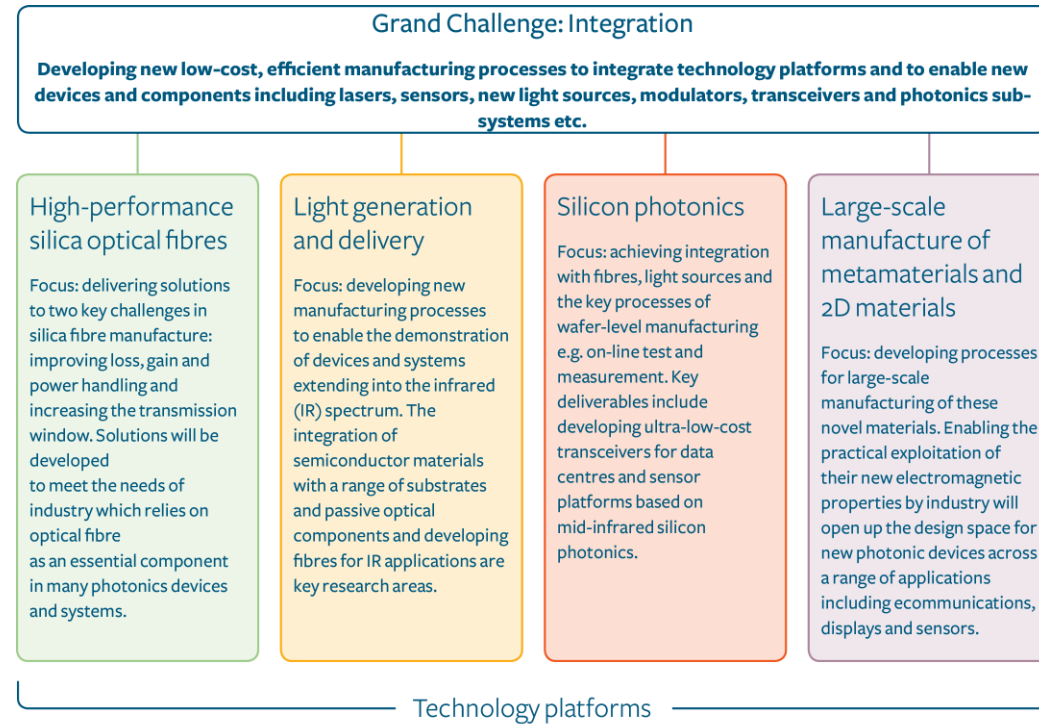 Grand Challenge: Integration
Developing new low-cost, efficient manufacturing processes to integrate technology platforms and to enable new
devices and components including lasers, sensors, new light sources, modulators, transceivers and photonics sub-
systems etc.
High-performance
silica optical fibres
Focus: delivering solutions
to two key challenges in
silica fibre manufacture:
improving loss, gain and
power handling and
increasing the transmission
window. Solutions will be
developed
to meet the needs of
industry which relies on
optical fibre
as an essential component
in many photonics devices
and systems.
Light generation
and delivery
Focus: developing new
manufacturing processes
to enable the demonstration
of devices and systems
extending into the infrared
(IR) spectrum. The
integration of
semiconductor materials
with a range of substrates
and passive optical
components and developing
fibres for IR applications are
key research areas.
Silicon photonics
Focus: achieving integration
with fibres, light sources and
the key processes of
wafer-level manufacturing
e.g. on-line test and
measurement. Key
deliverables include
developing ultra-low-cost
transceivers for data
centres and sensor
platforms based on
mid-infrared silicon
photonics.
Large-scale
manufacture of
metamaterials and
2D materials
Focus: developing processes
for large-scale
manufacturing of these
novel materials. Enabling the
practical exploitation of
their new electromagnetic
properties by industry will
open up the design space for
new photonic devices across
a range of applications
including ecommunications,
displays and sensors.
Technology platforms